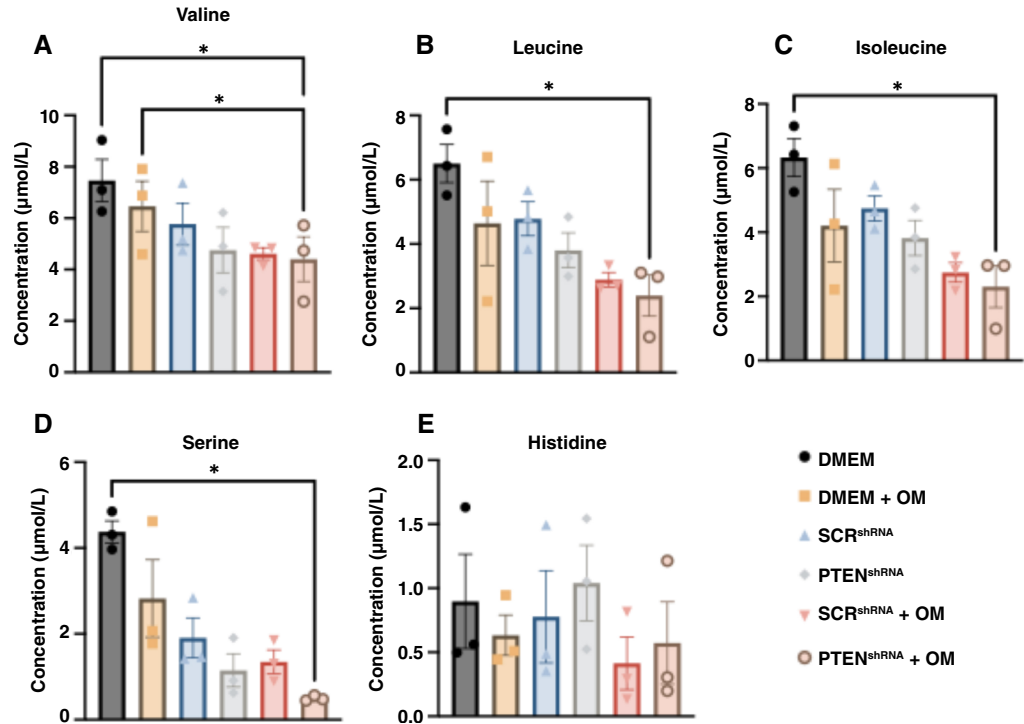 Valine
A
*
*
Concentration (µmol/L)
10
8
6
4
2
0
B
Leucine
*
Concentration (µmol/L)
8
6
4
2
0
C
Isoleucine
*
Concentration (µmol/L)
8
6
4
2
0
D
Serine
*
Concentration (µmol/L)
6
4
2
0
E
Histidine
Concentration (µmol/L)
2.0
1.5
1.0
0.5
0.0
DMEM
DMEM + OM
SCRshRNA
PTENshRNA
SCRshRNA + OM
PTENshRNA + OM